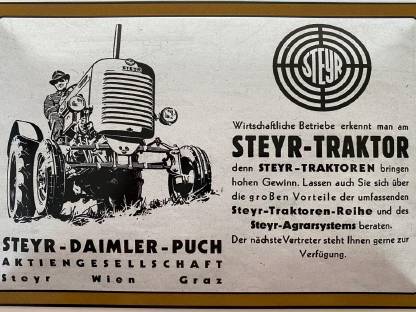 STEYR
Wirtschaftliche Betriebe erkennt man am
STEYR-TRAKTOR
denn STEYR-TRAKTOREN bringen
hohen Gewinn. Lassen auch Sie sich über
die großen Vorteile der umfassenden
Steyr-Traktoren-Reihe und des
Steyr-Agrarsystems beraten.
Der nächste Vertreter steht Ihnen gerne zur
Verfügung.
STEYR-DAIMLER-PUCH
AKTIENGESELLSCHAFT
Steyr Wien Graz